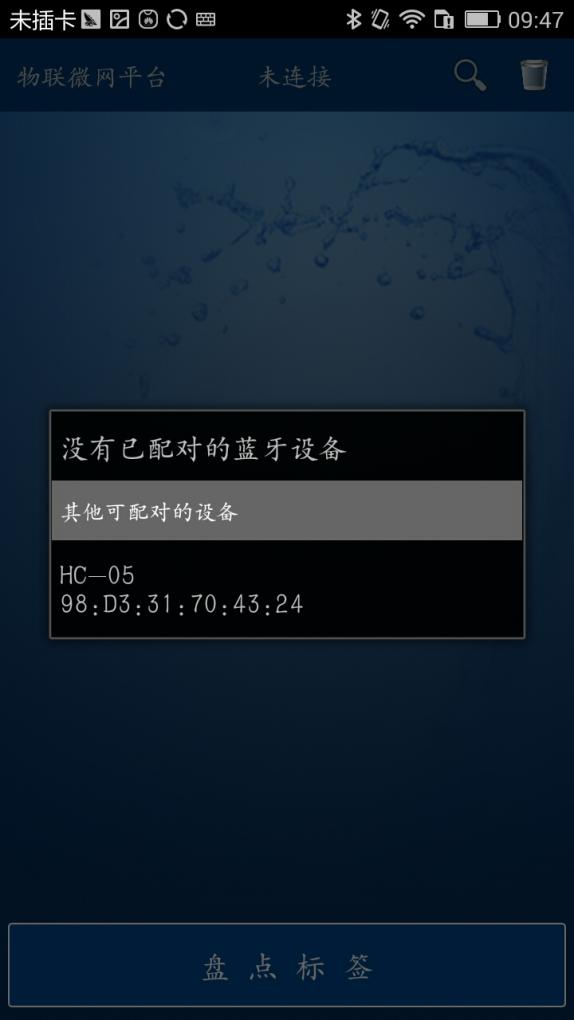 未插卡 09:47
物联微网平台 未连接
没有已配对的蓝牙设备
其他可配对的设备
HC-05
98:D3:31:70:43:24
盘点标签